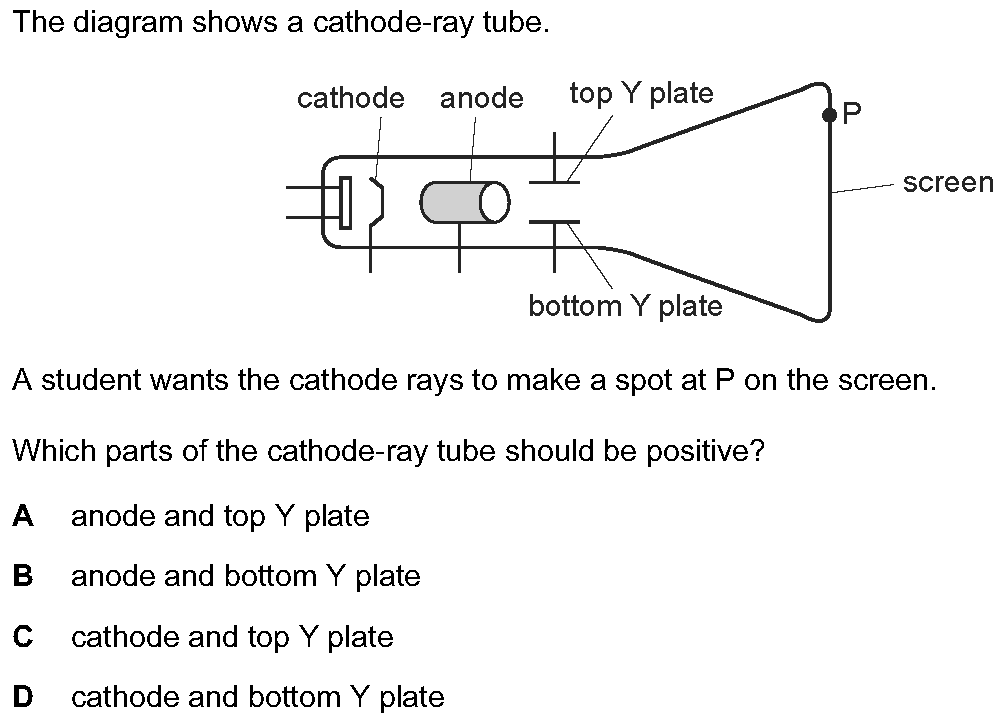 The diagram shows a cathode-ray tube.
cathode anode top Y plate
P
screen
bottom Y plate
A student wants the cathode rays to make a spot at P on the screen.
Which parts of the cathode-ray tube should be positive?
A anode and top Y plate
B anode and bottom Y plate
C cathode and top Y plate
D cathode and bottom Y plate